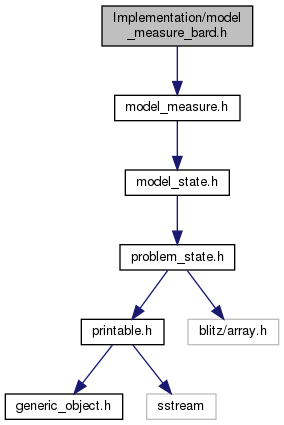 Implementation/model
_measure_bard.h
model_measure.h
model_state.h
problem_state.h
printable.h
blitz/array.h
generic_object.h
sstream